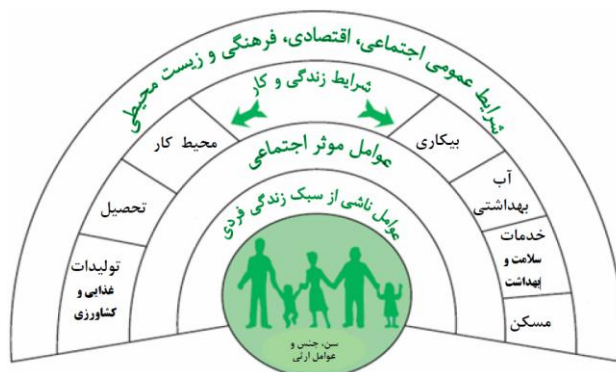 شرایط عمومی اجتماعی، اقتصادی، فرهنگی و زیست محیطی
شرایط زندگی و کار
محیط کار
بیکاری
عوامل موثر اجتماعی
تحصیل
آب
بهداشتی
عوامل ناشی از سبک زندگی فردی
تولیدات
غذایی و
کشاورزی
خدمات
سلامت و
بهداشت
مسکن
سن، جنس و
عوامل ارثی